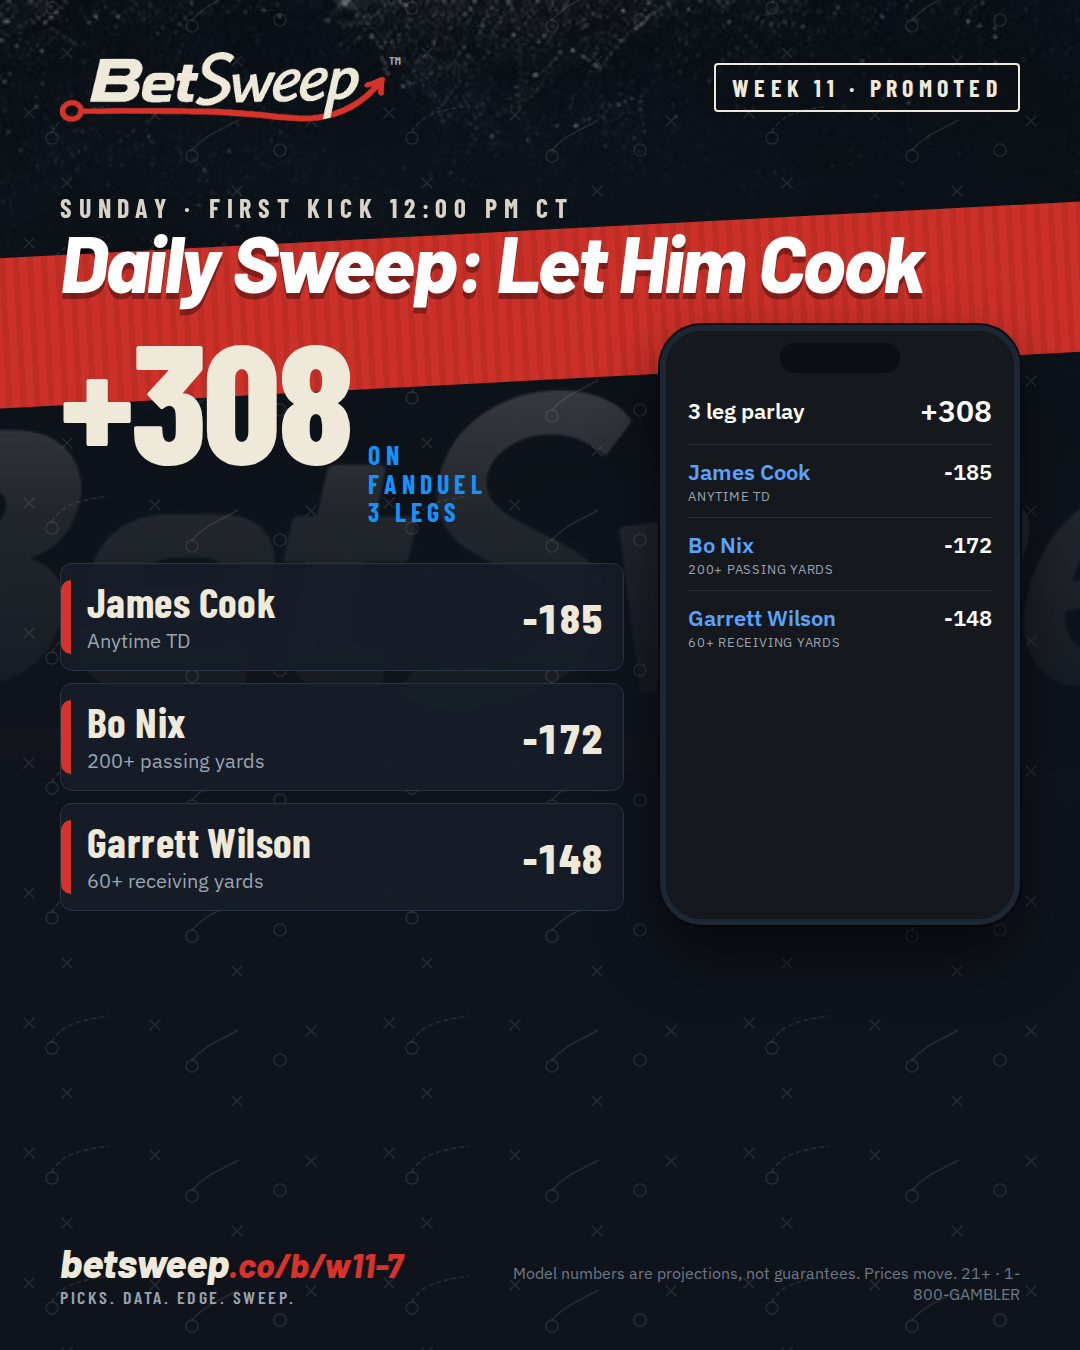 BetSweep™
WEEK 11 · PROMOTED
SUNDAY · FIRST KICK 12:00 PM CT
Daily Sweep: Let Him Cook
+308
ON
FANDUEL
3 LEGS
James Cook
Anytime TD
-185
Bo Nix
200+ passing yards
-172
Garrett Wilson
60+ receiving yards
-148
3 leg parlay +308
James Cook -185
ANYTIME TD
Bo Nix -172
200+ PASSING YARDS
Garrett Wilson -148
60+ RECEIVING YARDS
betsweep.co/b/w11-7
PICKS. DATA. EDGE. SWEEP.
Model numbers are projections, not guarantees. Prices move. 21+ · 1-
800-GAMBLER